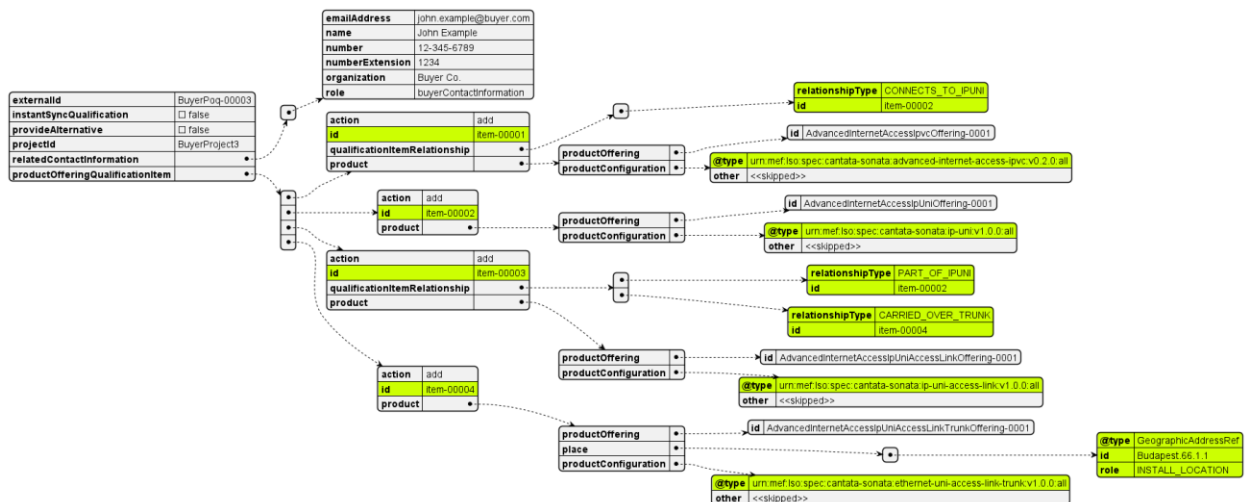 externalId BuyerPoq-00003
instantSyncQualification ☐ false
provideAlternative ☐ false
projectId BuyerProject3
relatedContactInformation
productOfferingQualificationItem
emailAddress john.example@buyer.com
name John Example
number 12-345-6789
numberExtension 1234
organization Buyer Co.
role buyerContactInformation
action add
id item-00001
qualificationItemRelationship
product
relationshipType CONNECTS_TO_IPUNI
id item-00002
productOffering
productConfiguration
id AdvancedInternetAccessIpvcOffering-0001
@type urn:mef:lso:spec:cantata-sonata:advanced-internet-access-ipvc:v0.2.0:all
other <<skipped>>
action add
id item-00002
product
productOffering
productConfiguration
id AdvancedInternetAccessIpUniOffering-0001
@type urn:mef:lso:spec:cantata-sonata:ip-uni:v1.0.0:all
other <<skipped>>
action add
id item-00003
qualificationItemRelationship
product
relationshipType PART_OF_IPUNI
id item-00002
relationshipType CARRIED_OVER_TRUNK
id item-00004
productOffering
productConfiguration
id AdvancedInternetAccessIpUniAccessLinkOffering-0001
@type urn:mef:lso:spec:cantata-sonata:ip-uni-access-link:v1.0.0:all
other <<skipped>>
action add
id item-00004
product
productOffering
place
productConfiguration
id AdvancedInternetAccessIpUniAccessLinkTrunkOffering-0001
@type GeographicAddressRef
id Budapest.66.1.1
role INSTALL_LOCATION
@type urn:mef:lso:spec:cantata-sonata:ethernet-uni-access-link-trunk:v1.0.0:all
other <<skipped>>